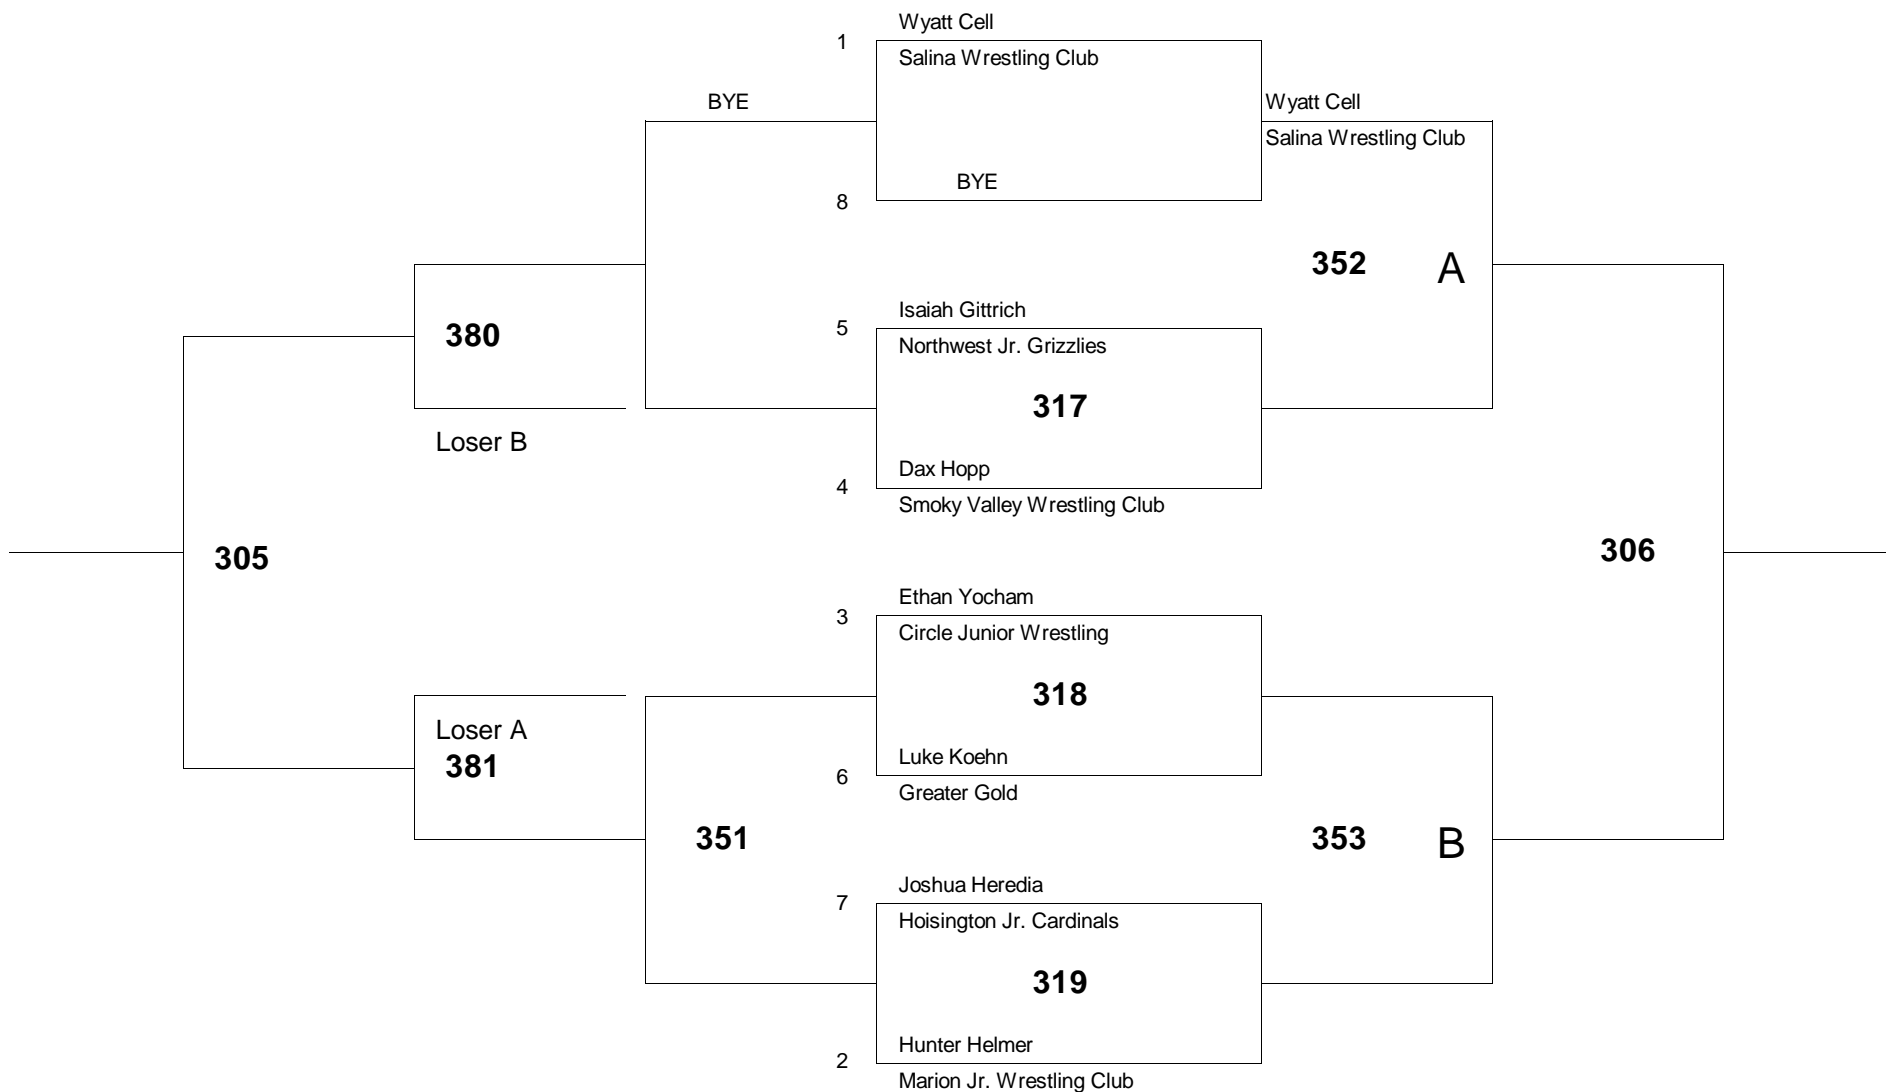 Wyatt Cell
1
Salina Wrestling Club
BYE
Wyatt Cell
Salina Wrestling Club
BYE
8
352 A
Isaiah Gittrich
5
380
Northwest Jr. Grizzlies
317
Loser B
Dax Hopp
4
Smoky Valley Wrestling Club
305
306
Ethan Yocham
3
Circle Junior Wrestling
318
Loser A
381
Luke Koehn
6
Greater Gold
351
353 B
Joshua Heredia
7
Hoisington Jr. Cardinals
319
Hunter Helmer
2
Marion Jr. Wrestling Club